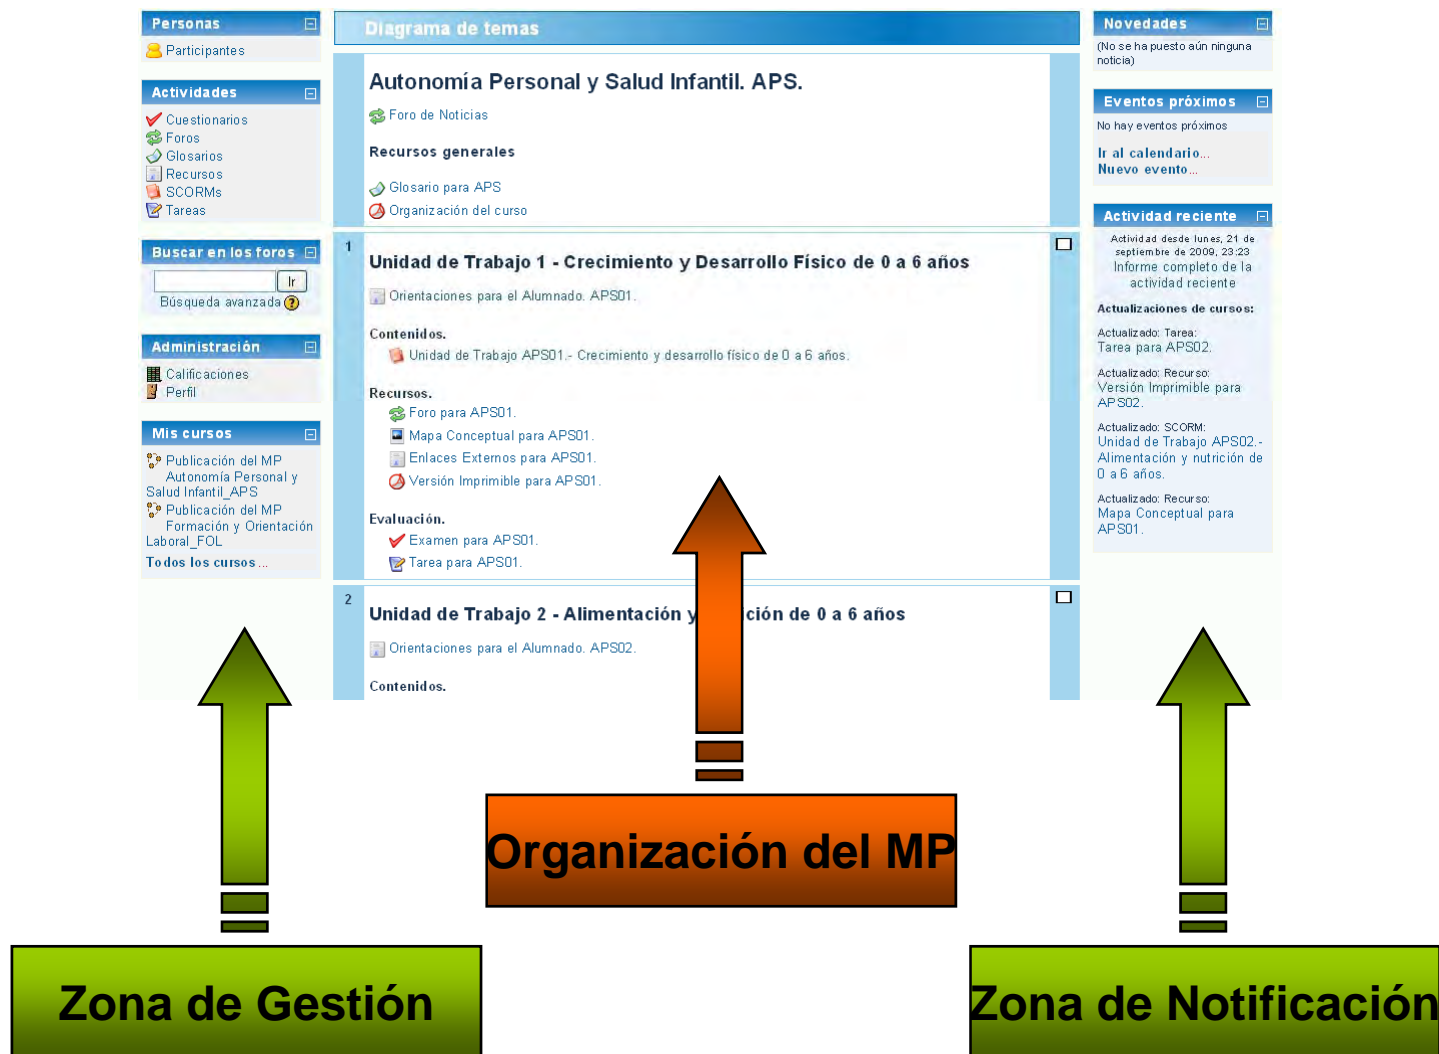 Personas
Participantes
Actividades
Cuestionarios
Foros
Glosarios
Recursos
SCORMs
Tareas
Buscar en los foros
Ir
Búsqueda avanzada
Administración
Calificaciones
Perfil
Mis cursos
Publicación del MP
Autonomía Personal y
Salud Infantil_APS
Publicación del MP
Formación y Orientación
Laboral_FOL
Todos los cursos ...
Diagrama de temas
Autonomía Personal y Salud Infantil. APS.
Foro de Noticias
Recursos generales
Glosario para APS
Organización del curso
1
Unidad de Trabajo 1 - Crecimiento y Desarrollo Físico de 0 a 6 años
Orientaciones para el Alumnado. APS01.
Contenidos.
Unidad de Trabajo APS01.- Crecimiento y desarrollo físico de 0 a 6 años.
Recursos.
Foro para APS01.
Mapa Conceptual para APS01.
Enlaces Externos para APS01.
Versión Imprimible para APS01.
Evaluación.
Examen para APS01.
Tarea para APS01.
2
Unidad de Trabajo 2 - Alimentación y ción de 0 a 6 años
Orientaciones para el Alumnado. APS02.
Contenidos.
Novedades
(No se ha puesto aún ninguna
noticia)
Eventos próximos
No hay eventos próximos
Ir al calendario...
Nuevo evento...
Actividad reciente
Actividad desde lunes, 21 de
septiembre de 2009, 23:23
Informe completo de la
actividad reciente
Actualizaciones de cursos:
Actualizado: Tarea:
Tarea para APS02.
Actualizado: Recurso:
Versión Imprimible para
APS02.
Actualizado: SCORM:
Unidad de Trabajo APS02.-
Alimentación y nutrición de
0 a 6 años.
Actualizado: Recurso:
Mapa Conceptual para
APS01.
Organización del MP
Zona de Gestión
Zona de Notificación